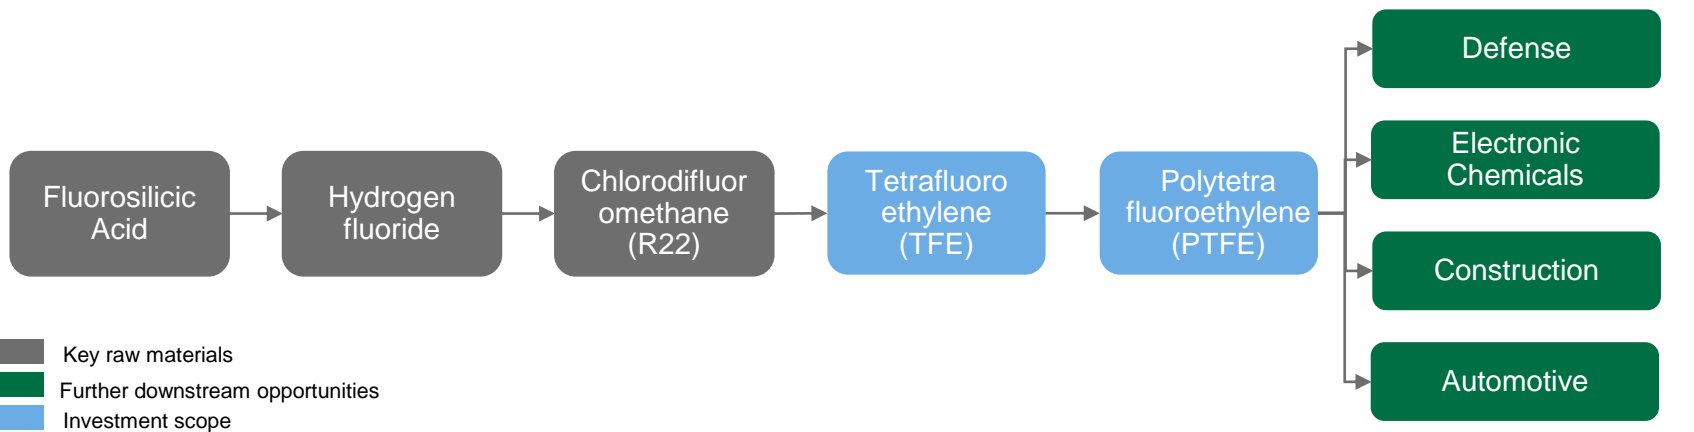 Fluorosilicic
Acid
Hydrogen
fluoride
Chlorodifluor
omethane
(R22)
Tetrafluoro
ethylene
(TFE)
Polytetra
fluoroethylene
(PTFE)
Defense
Electronic
Chemicals
Construction
Automotive
Key raw materials
Further downstream opportunities
Investment scope